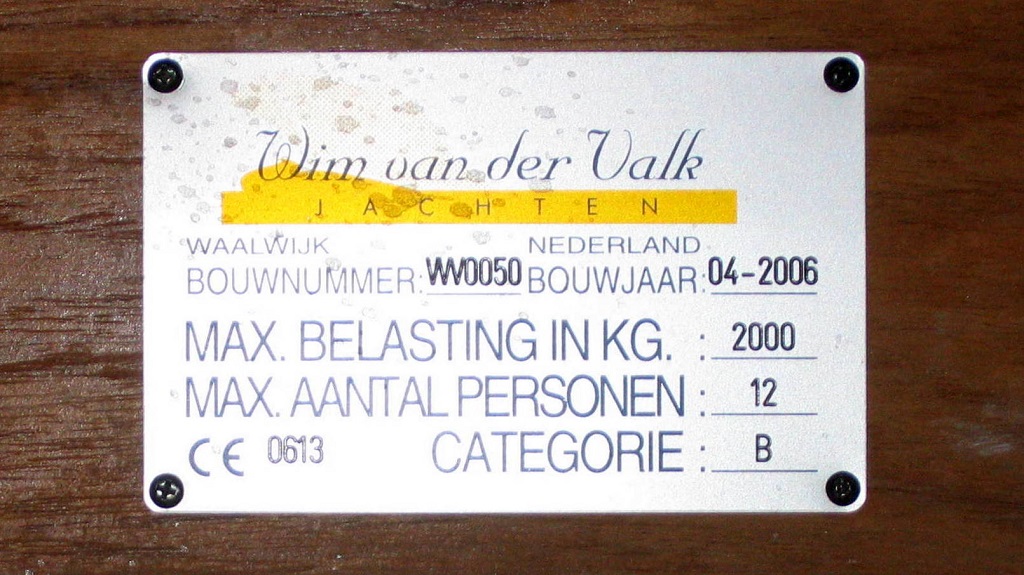 Wim van der Valk
JACHTEN
WAALWIJK NEDERLAND
BOUWNUMMER: VV0050 BOUWJAAR: 04-2006
MAX. BELASTING IN KG. : 2000
MAX. AANTAL PERSONEN : 12
CE 0613 CATEGORIE : B